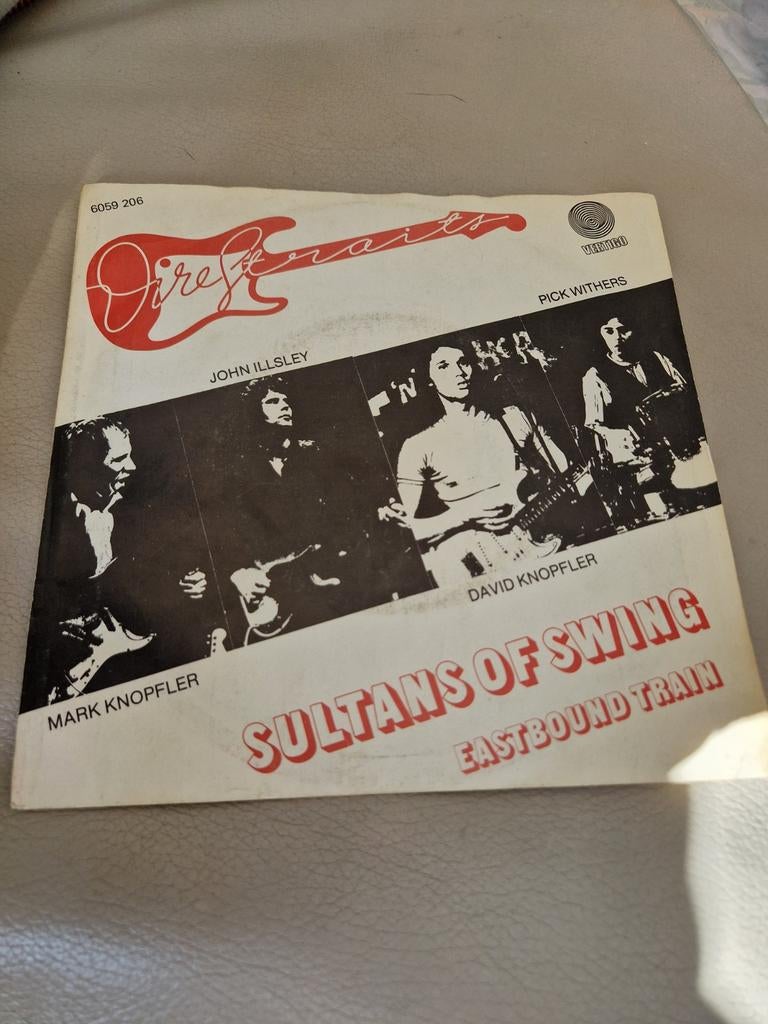 6059 206
Dire Straits
VERTIGO
PICK WITHERS
JOHN ILLSLEY
'N'
DAVID KNOPFLER
MARK KNOPFLER
SULTANS OF SWING
EASTBOUND TRAIN